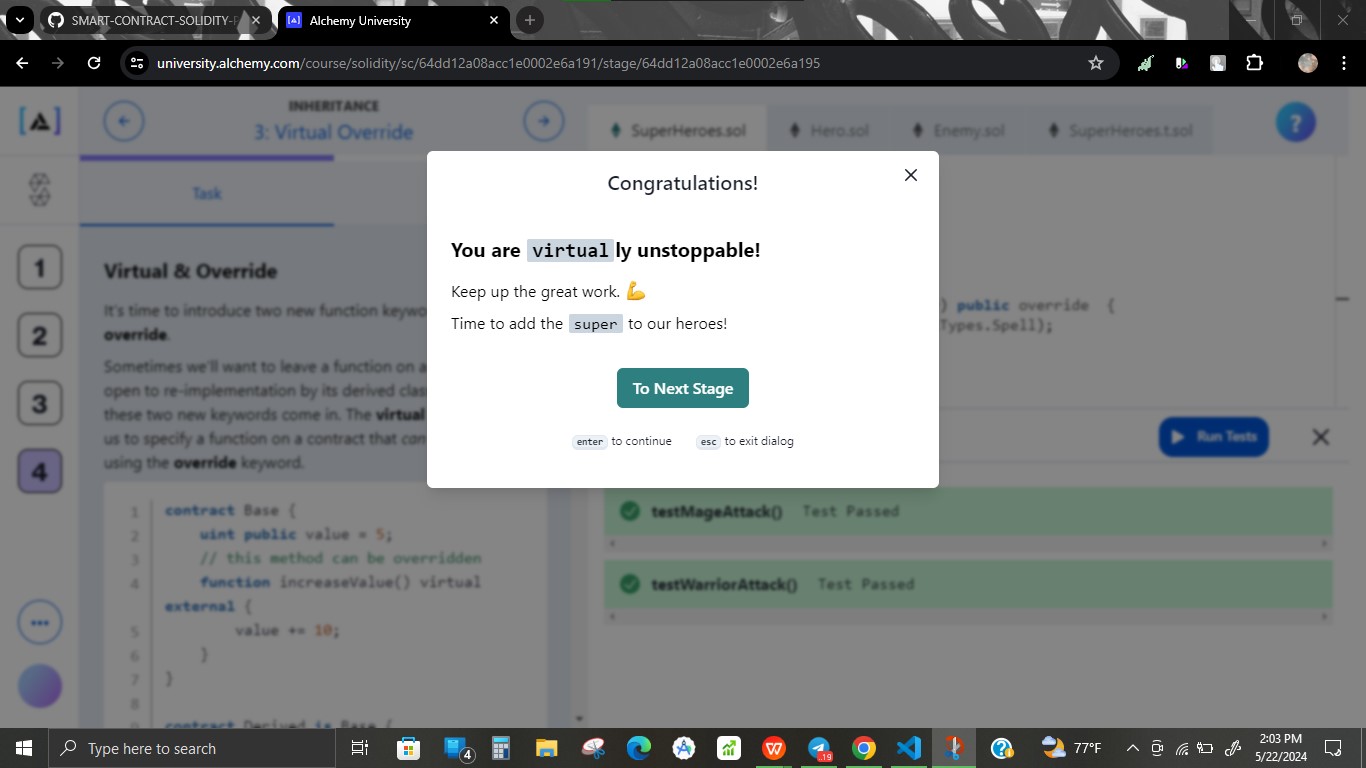 SMART-CONTRACT-SOLIDITY-
Alchemy University
university.alchemy.com/course/solidity/sc/64dd12a08acc1e0002e6a191/stage/64dd12a08acc1e0002e6a195
INHERITANCE
3: Virtual Override
SuperHeroes.sol
Hero.sol
Enemy.sol
SuperHeroes.t.sol
?
Task
1
2
3
4
Virtual & Override
It's time to introduce two new function
override.
Sometimes we'll want to leave a function on a
open to re-implementation by its derived
these two new keywords come in. The virtual
us to specify a function on a contract that
using the override keyword.
1 contract Base {
2 uint public value = 5;
3 // this method can be overridden
4 function increaseValue() virtual
external {
5 value += 10;
6 }
7 }
8
9 contract Derived is Base {
Congratulations!
You are virtually unstoppable!
Keep up the great work. 💪
Time to add the super to our heroes!
To Next Stage
enter to continue esc to exit dialog
) public override {
Types.Spell);
Run Tests
testMageAttack() Test Passed
testWarriorAttack() Test Passed
Type here to search
4
.19
77°F
2:03 PM
5/22/2024